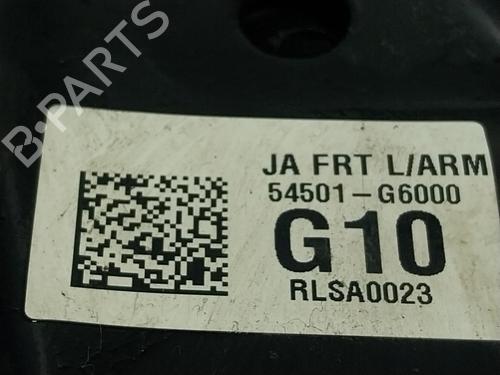 B-PARTS
JA FRT L/ARM
54501-G6000
G10
RLSA0023